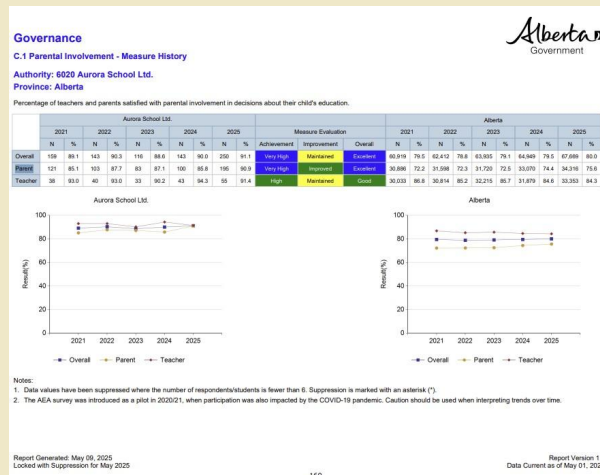 Governance
Alberta
Government
C.1 Parental Involvement - Measure History
Authority: 6020 Aurora School Ltd.
Province: Alberta
Percentage of teachers and parents satisfied with parental involvement in decisions about their child's education.
Aurora School Ltd. Alberta
2021 2022 2023 2024 2025 Measure Evaluation 2021 2022 2023 2024 2025
N % N % N % N % N % Achievement Improvement Overall N % N % N % N % N %
Overall 159 89.1 143 90.3 116 88.6 143 90.0 250 91.1 Very High Maintained Excellent 60,919 79.5 62,412 78.8 63,935 79.1 64,949 79.5 67,669 80.0
Parent 121 85.1 103 87.7 83 87.1 100 85.8 195 90.9 Very High Improved Excellent 30,886 72.2 31,598 72.3 31,720 72.5 33,070 74.4 34,316 75.6
Teacher 38 93.0 40 93.0 33 90.2 43 94.3 55 91.4 High Maintained Good 30,033 86.8 30,814 85.2 32,215 85.7 31,879 84.6 33,353 84.3
Aurora School Ltd. Alberta
Result(%) Result(%)
100 100
80 80
60 60
40 40
20 20
0 0
2021 2022 2023 2024 2025 2021 2022 2023 2024 2025
Overall Parent Teacher Overall Parent Teacher
Notes:
1. Data values have been suppressed where the number of respondents/students is fewer than 6. Suppression is marked with an asterisk (*).
2. The AEA survey was introduced as a pilot in 2020/21, when participation was also impacted by the COVID-19 pandemic. Caution should be used when interpreting trends over time.
Report Generated: May 09, 2025 Report Version 1
Locked with Suppression for May 2025 Data Current as of May 01,